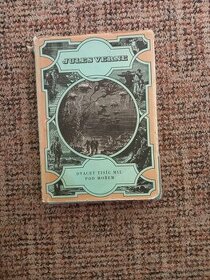 JULES VERNE
DVACET TISÍC MIL
POD MOŘEM